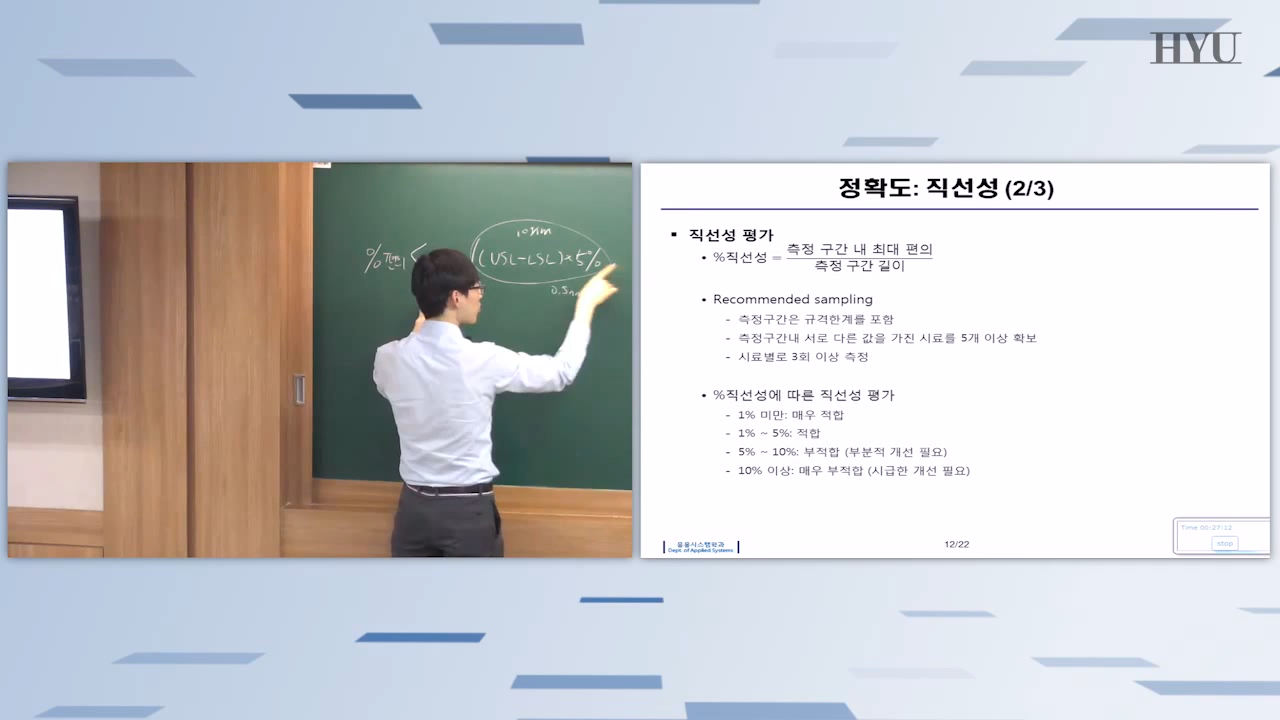 HYU
10mm
%편의 < (USL-LSL)×5%
정확도: 직선성 (2/3)
▪ 직선성 평가
• %직선성 = 측정 구간 내 최대 편의
측정 구간 길이
• Recommended sampling
- 측정구간은 규격한계를 포함
- 측정구간내 서로 다른 값을 가진 시료를 5개 이상 확보
- 시료별로 3회 이상 측정
• %직선성에 따른 직선성 평가
- 1% 미만: 매우 적합
- 1% ~ 5%: 적합
- 5% ~ 10%: 부적합 (부분적 개선 필요)
- 10% 이상: 매우 부적합 (시급한 개선 필요)
Time 00:27:12
stop
응용시스템학과
Dept. of Applied Systems
12/22